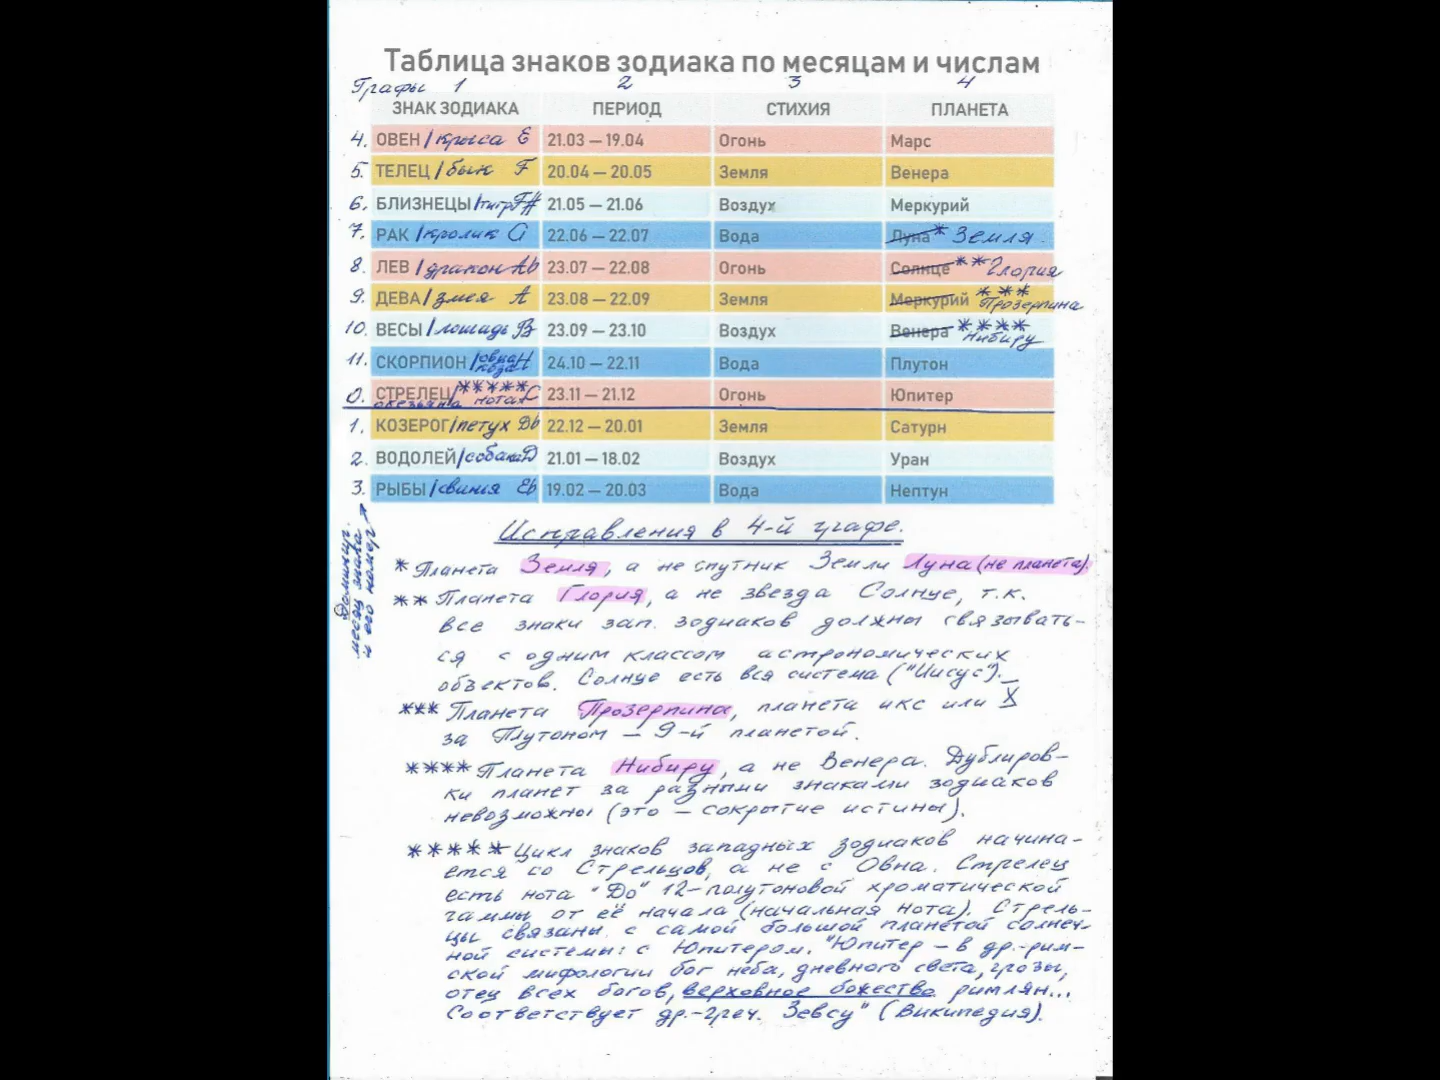 Таблица знаков зодиака по месяцам и числам
Графы 1 2 3 4
ЗНАК ЗОДИАКА ПЕРИОД СТИХИЯ ПЛАНЕТА
4. ОВЕН/крыса E 21.03 — 19.04 Огонь Марс
5. ТЕЛЕЦ/бык F 20.04 — 20.05 Земля Венера
6. БЛИЗНЕЦЫ/тигр F# 21.05 — 21.06 Воздух Меркурий
7. РАК/кролик G 22.06 — 22.07 Вода Луна * Земля
8. ЛЕВ/дракон Ab 23.07 — 22.08 Огонь Солнце ** Глория
9. ДЕВА/змея A 23.08 — 22.09 Земля Меркурий *** Прозерпина
10. ВЕСЫ/лошадь B 23.09 — 23.10 Воздух Венера **** Нибиру
11. СКОРПИОН/овца коза H 24.10 — 22.11 Вода Плутон
0. СТРЕЛЕЦ/***** C 23.11 — 21.12 Огонь Юпитер
обезьяна нота
1. КОЗЕРОГ/петух Db 22.12 — 20.01 Земля Сатурн
2. ВОДОЛЕЙ/собака D 21.01 — 18.02 Воздух Уран
3. РЫБЫ/свинья Eb 19.02 — 20.03 Вода Нептун
месяц знака
и его номер
Исправления в 4-й графе.
* Планета Земля, а не спутник Земли Луна (не планета).
** Планета Глория, а не звезда Солнце, т.к.
все знаки зап. зодиаков должны связывать-
ся с одним классом астрономических
объектов. Солнце есть вся система ("Иисус").
*** Планета Прозерпина, планета икс или X
за Плутоном — 9-й планетой.
**** Планета Нибиру, а не Венера. Дублиров-
ки планет за разными знаками зодиаков
невозможны (это — сокрытие истины).
***** Цикл знаков западных зодиаков начина-
ется со Стрельцов, а не с Овна. Стрелец
есть нота "До" 12-полутоновой хроматической
гаммы от её начала (начальная нота). Стрель-
цы связаны с самой большой планетой солнеч-
ной системы: с Юпитером. "Юпитер — в др.-рим-
ской мифологии бог неба, дневного света, грозы,
отец всех богов, верховное божество римлян...
Соответствует др.-греч. Зевсу" (Википедия).